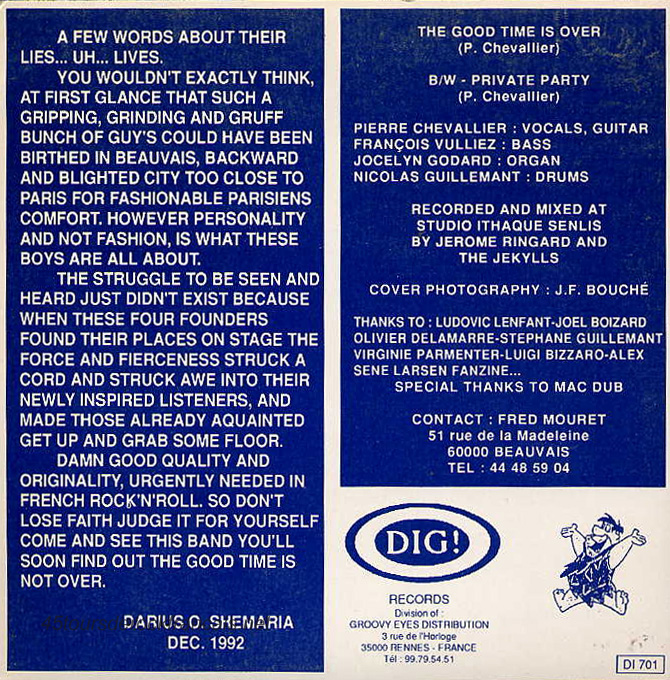 A FEW WORDS ABOUT THEIR
LIES... UH... LIVES.
YOU WOULDN'T EXACTLY THINK,
AT FIRST GLANCE THAT SUCH A
GRIPPING, GRINDING AND GRUFF
BUNCH OF GUY'S COULD HAVE BEEN
BIRTHED IN BEAUVAIS, BACKWARD
AND BLIGHTED CITY TOO CLOSE TO
PARIS FOR FASHIONABLE PARISIENS
COMFORT. HOWEVER PERSONALITY
AND NOT FASHION, IS WHAT THESE
BOYS ARE ALL ABOUT.
THE STRUGGLE TO BE SEEN AND
HEARD JUST DIDN'T EXIST BECAUSE
WHEN THESE FOUR FOUNDERS
FOUND THEIR PLACES ON STAGE THE
FORCE AND FIERCENESS STRUCK A
CORD AND STRUCK AWE INTO THEIR
NEWLY INSPIRED LISTENERS, AND
MADE THOSE ALREADY AQUAINTED
GET UP AND GRAB SOME FLOOR.
DAMN GOOD QUALITY AND
ORIGINALITY, URGENTLY NEEDED IN
FRENCH ROCK'N'ROLL. SO DON'T
LOSE FAITH JUDGE IT FOR YOURSELF
COME AND SEE THIS BAND YOU'LL
SOON FIND OUT THE GOOD TIME IS
NOT OVER.
DARIUS O. SHEMARIA
DEC. 1992
THE GOOD TIME IS OVER
(P. Chevallier)
B/W - PRIVATE PARTY
(P. Chevallier)
PIERRE CHEVALLIER : VOCALS, GUITAR
FRANÇOIS VULLIEZ : BASS
JOCELYN GODARD : ORGAN
NICOLAS GUILLEMANT : DRUMS
RECORDED AND MIXED AT
STUDIO ITHAQUE SENLIS
BY JEROME RINGARD AND
THE JEKYLLS
COVER PHOTOGRAPHY : J.F. BOUCHÉ
THANKS TO : LUDOVIC LENFANT-JOEL BOIZARD
OLIVIER DELAMARRE-STEPHANE GUILLEMANT
VIRGINIE PARMENTER-LUIGI BIZZARO-ALEX
SENE LARSEN FANZINE...
SPECIAL THANKS TO MAC DUB
CONTACT : FRED MOURET
51 rue de la Madeleine
60000 BEAUVAIS
TEL : 44 48 59 04
DIG!
RECORDS
Division of :
GROOVY EYES DISTRIBUTION
3 rue de l'Horloge
35000 RENNES - FRANCE
Tél : 99.79.54.51
DI 701